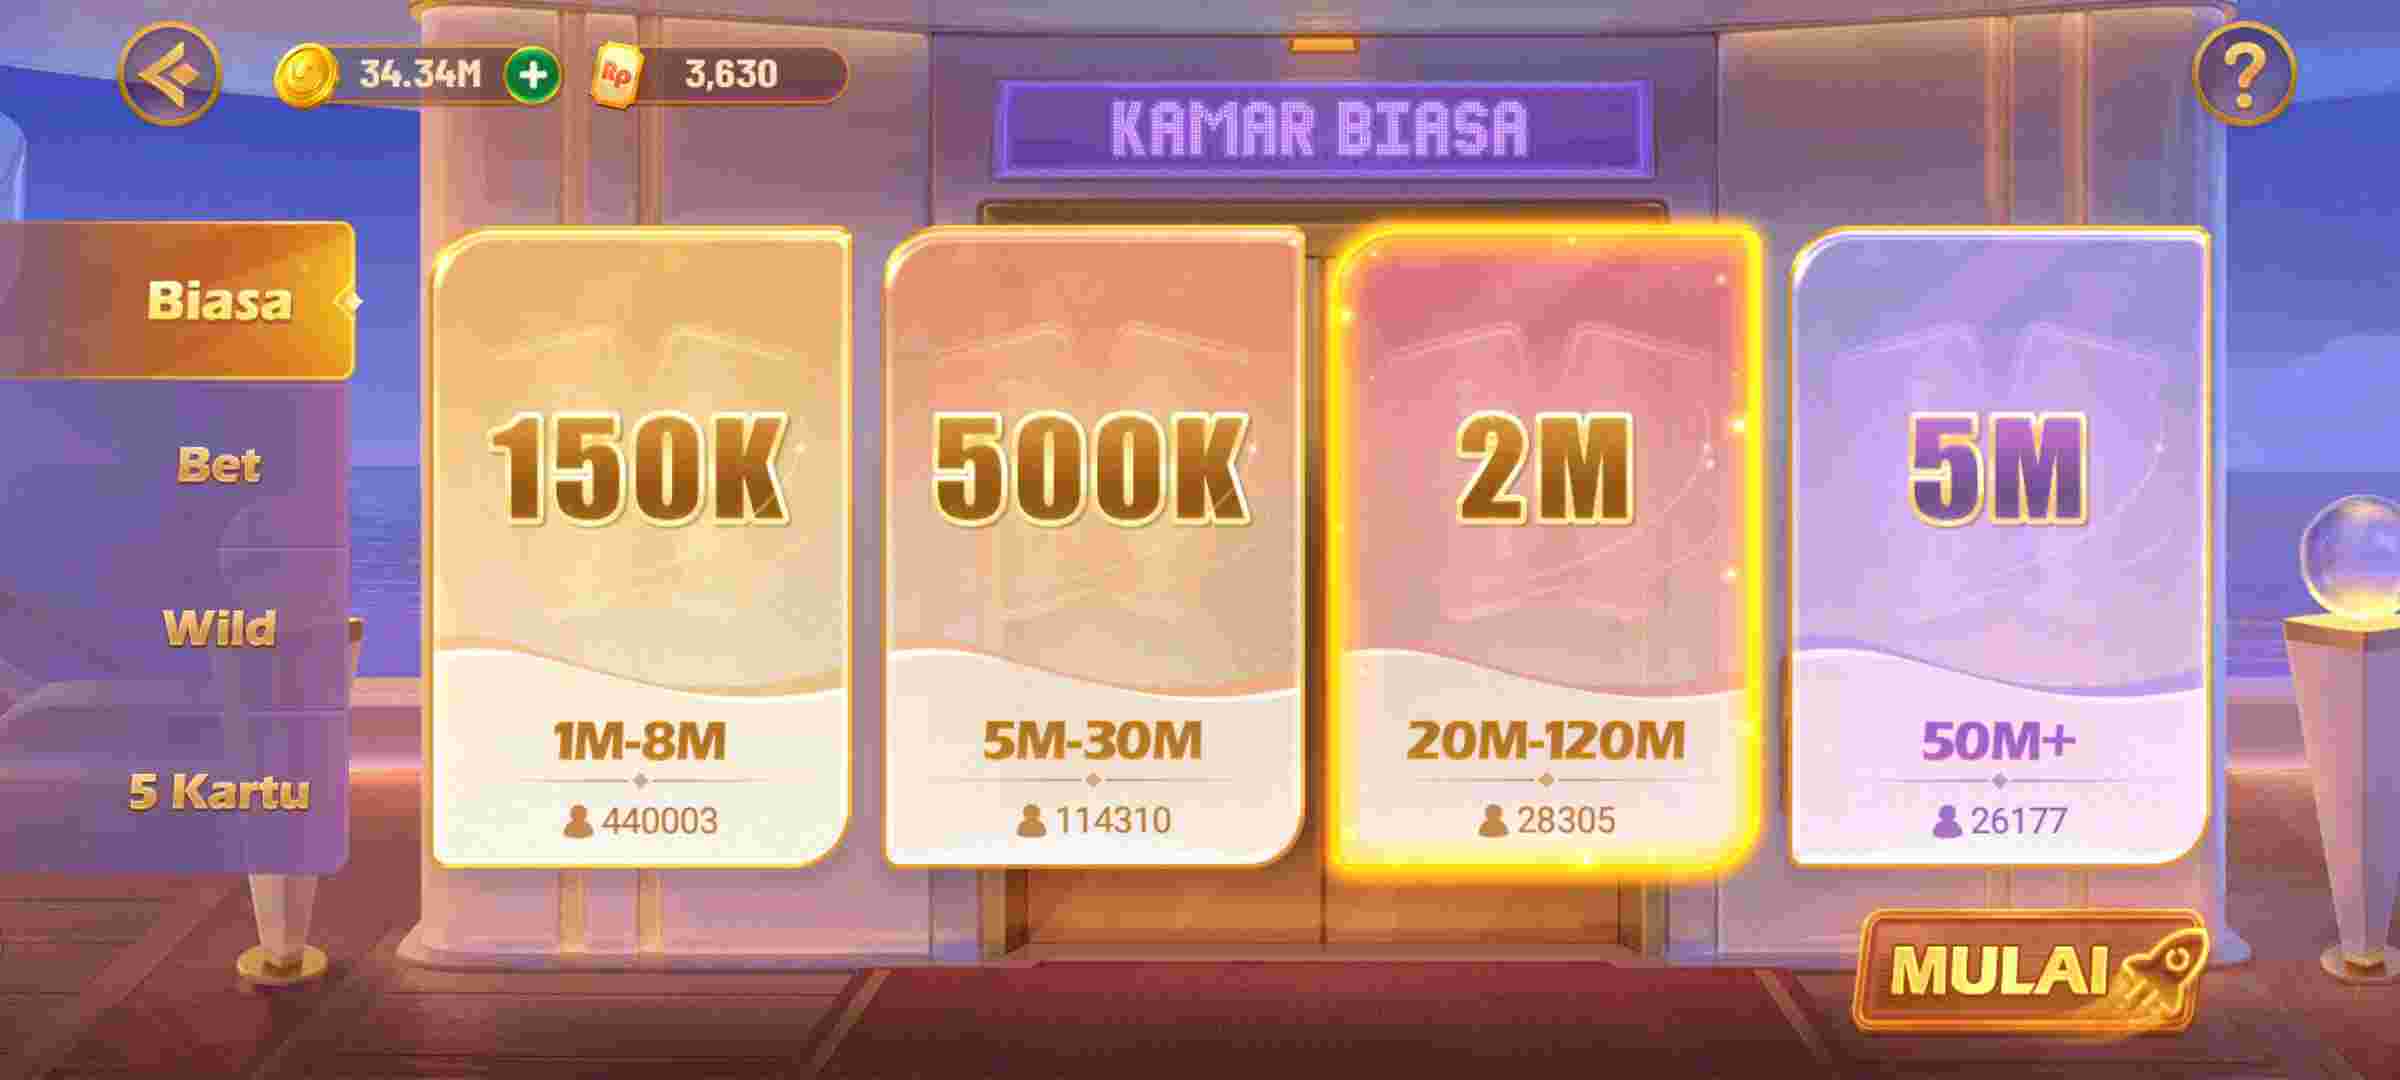 34.34M
Rp
3,630
?
KAMAR BIASA
Biasa
Bet
Wild
5 Kartu
150K
1M-8M
440003
500K
5M-30M
114310
2M
20M-120M
28305
5M
50M+
26177
MULAI